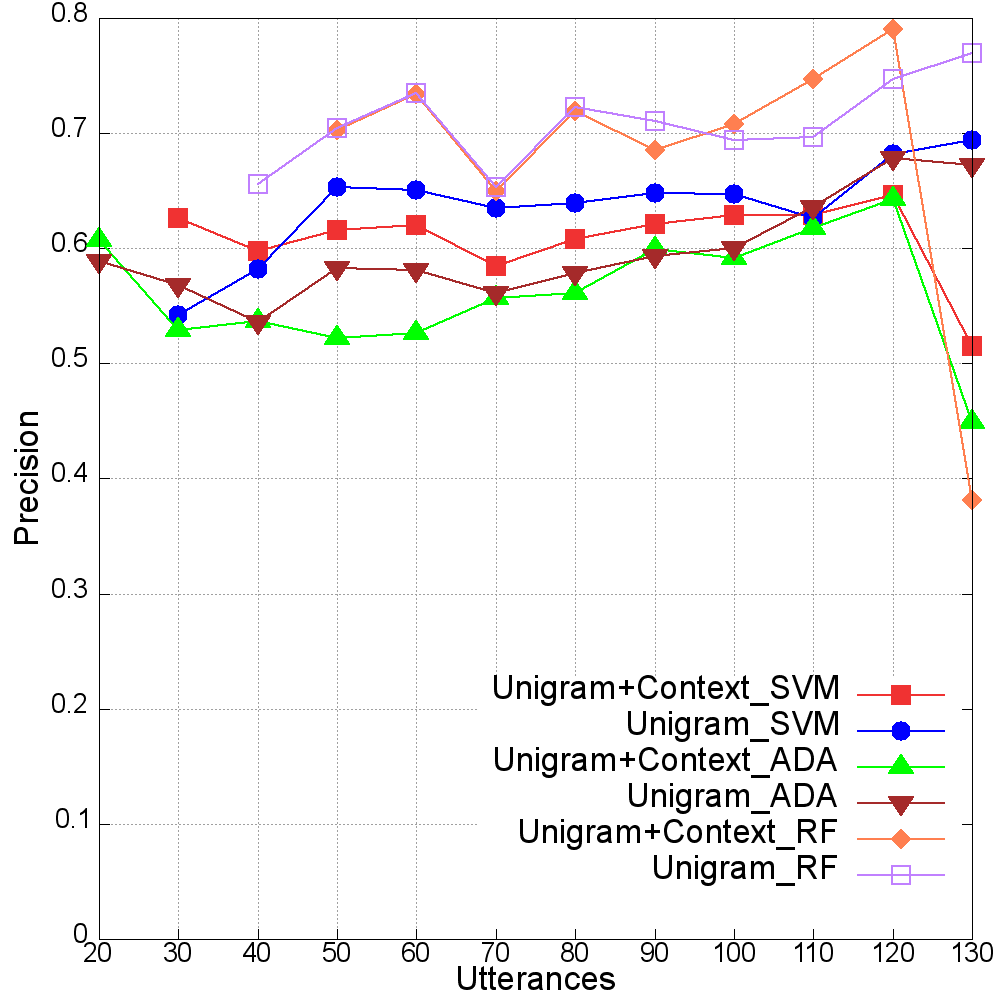 0.8
0.7
0.6
0.5
0.4
0.3
0.2
0.1
0
Precision
Unigram+Context_SVM
Unigram_SVM
Unigram+Context_ADA
Unigram_ADA
Unigram+Context_RF
Unigram_RF
20 30 40 50 60 70 80 90 100 110 120 130
Utterances